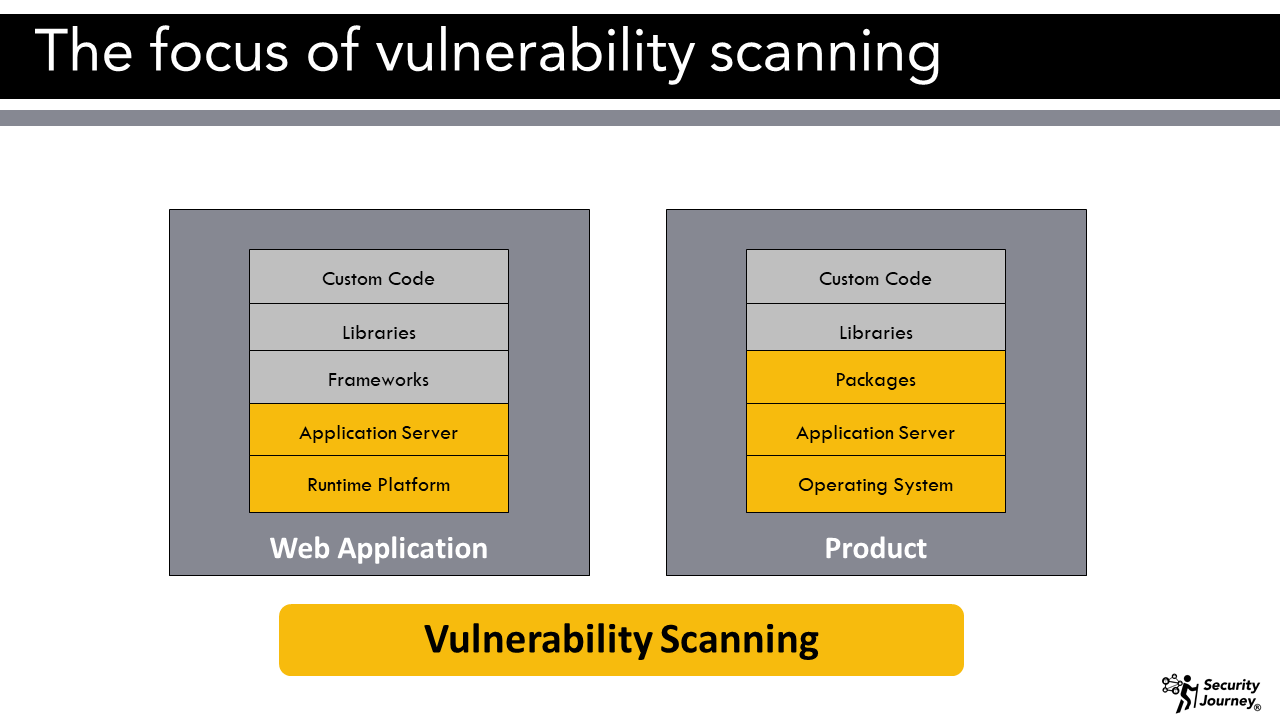 The focus of vulnerability scanning
Custom Code
Libraries
Frameworks
Application Server
Runtime Platform
Web Application
Custom Code
Libraries
Packages
Application Server
Operating System
Product
Vulnerability Scanning
Security
Journey®